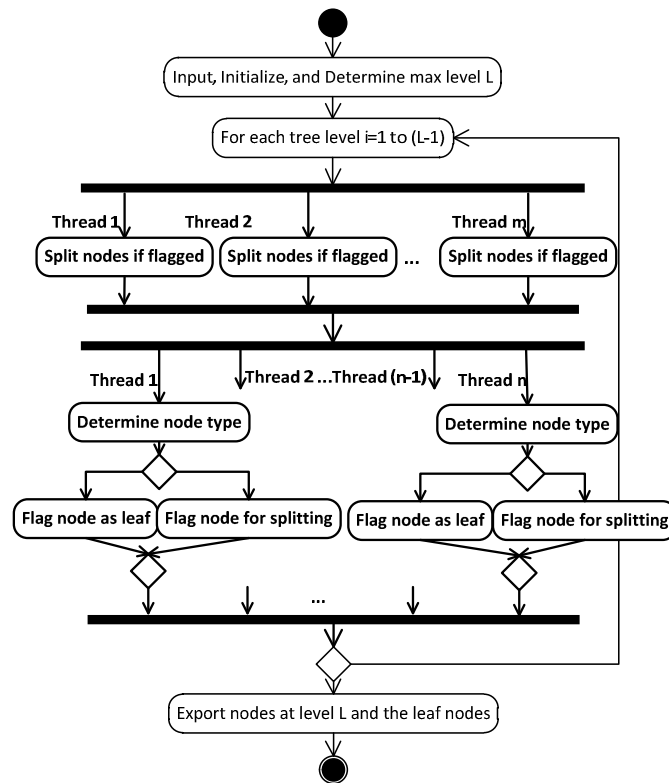 Input, Initialize, and Determine max level L
For each tree level i=1 to (L-1)
Thread 1
Thread 2
Thread m
Split nodes if flagged
Split nodes if flagged
...
Split nodes if flagged
Thread 1
Thread 2 ...Thread (n-1)
Thread n
Determine node type
Determine node type
Flag node as leaf
Flag node for splitting
Flag node as leaf
Flag node for splitting
...
Export nodes at level L and the leaf nodes